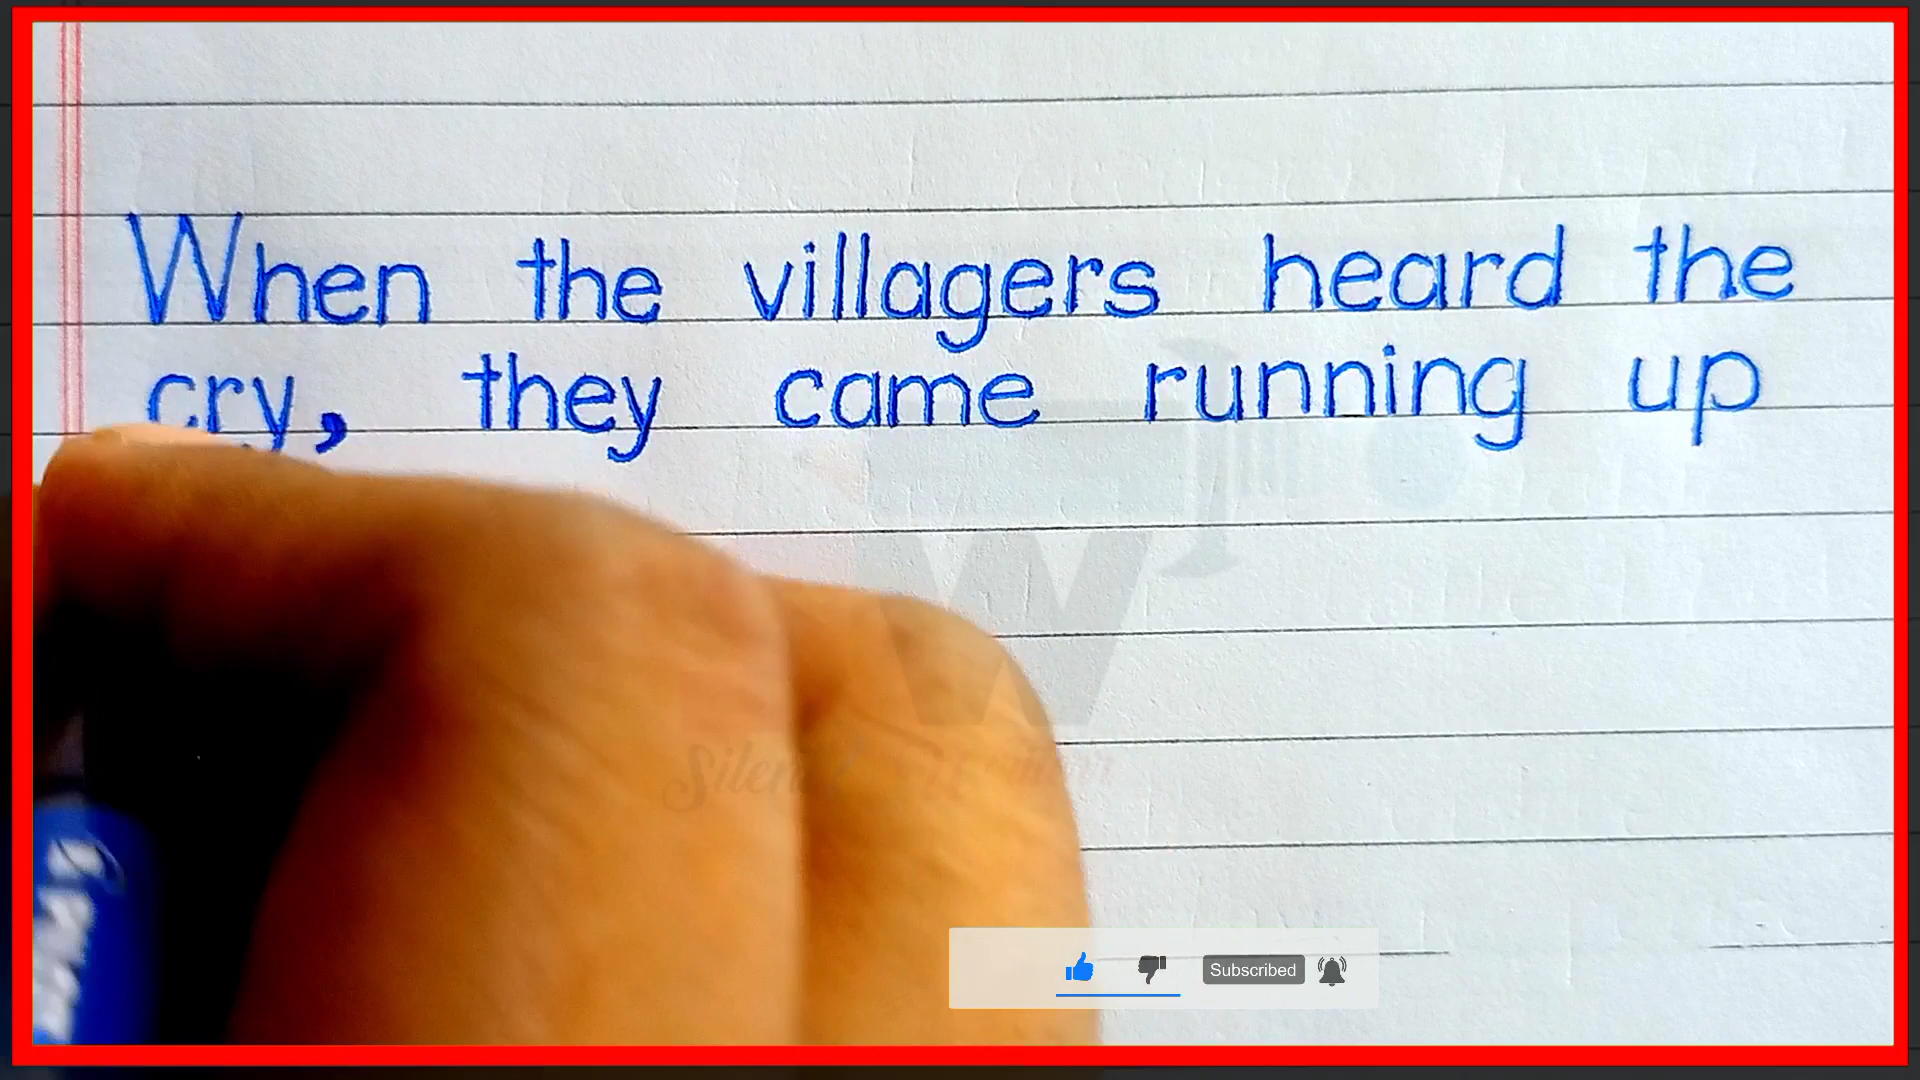 When the villagers heard the
cry, they came running up
Subscribed